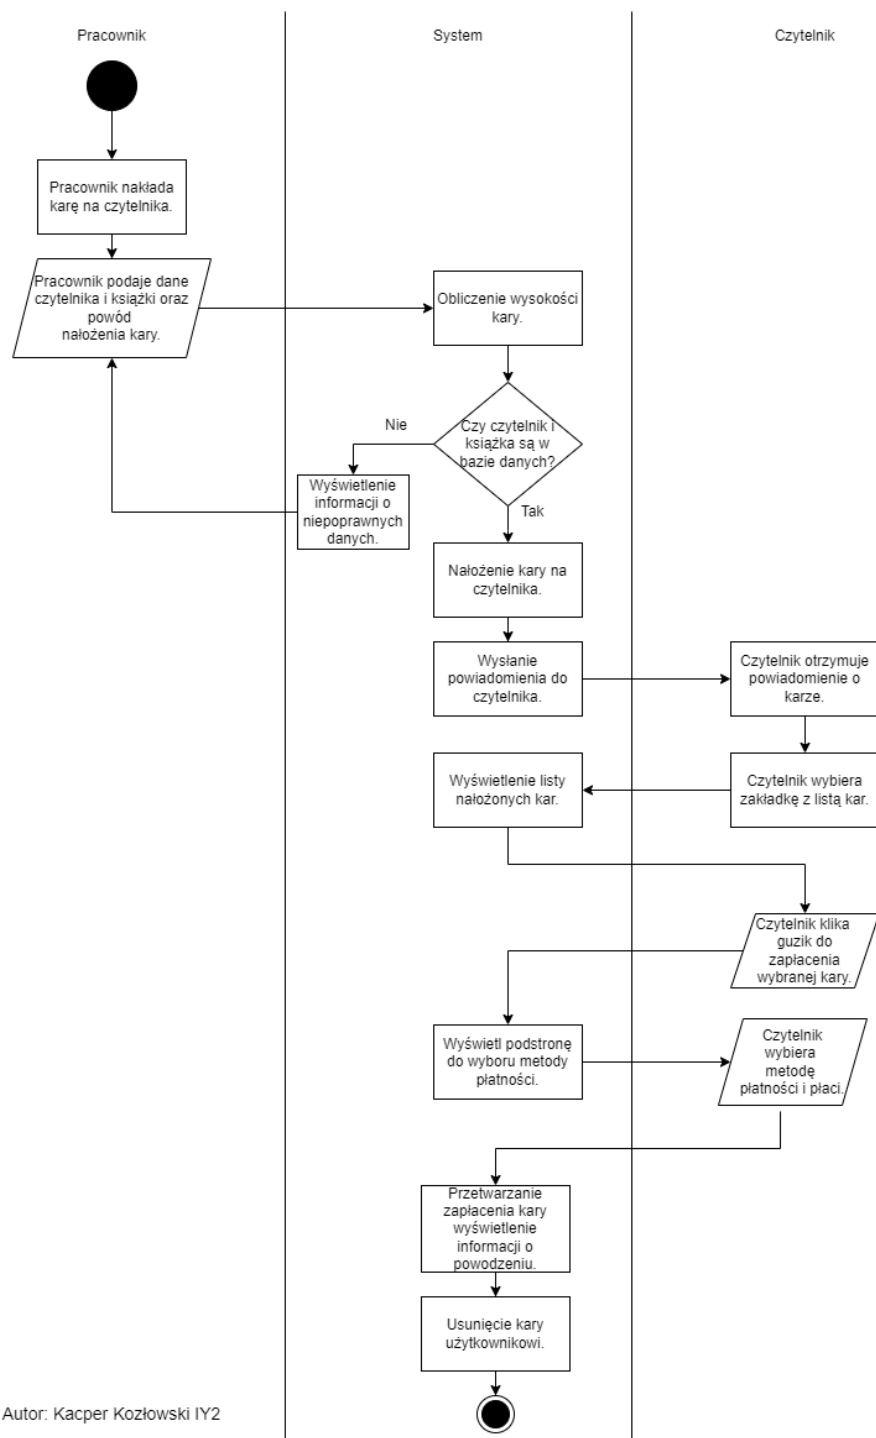 Pracownik
System
Czytelnik
Pracownik nakłada
karę na czytelnika.
Pracownik podaje dane
czytelnika i książki oraz
powód
nałożenia kary.
Obliczenie wysokości
kary.
Czy czytelnik i
książka są w
bazie danych?
Nie
Wyświetlenie
informacji o
niepoprawnych
danych.
Tak
Nałożenie kary na
czytelnika.
Wysłanie
powiadomienia do
czytelnika.
Czytelnik otrzymuje
powiadomienie o
karze.
Czytelnik wybiera
zakładkę z listą kar.
Wyświetlenie listy
nałożonych kar.
Czytelnik klika
guzik do
zapłacenia
wybranej kary.
Wyświetl podstronę
do wyboru metody
płatności.
Czytelnik
wybiera
metodę
płatności i płaci.
Przetwarzanie
zapłacenia kary
wyświetlenie
informacji o
powodzeniu.
Usunięcie kary
użytkownikowi.
Autor: Kacper Kozłowski IY2